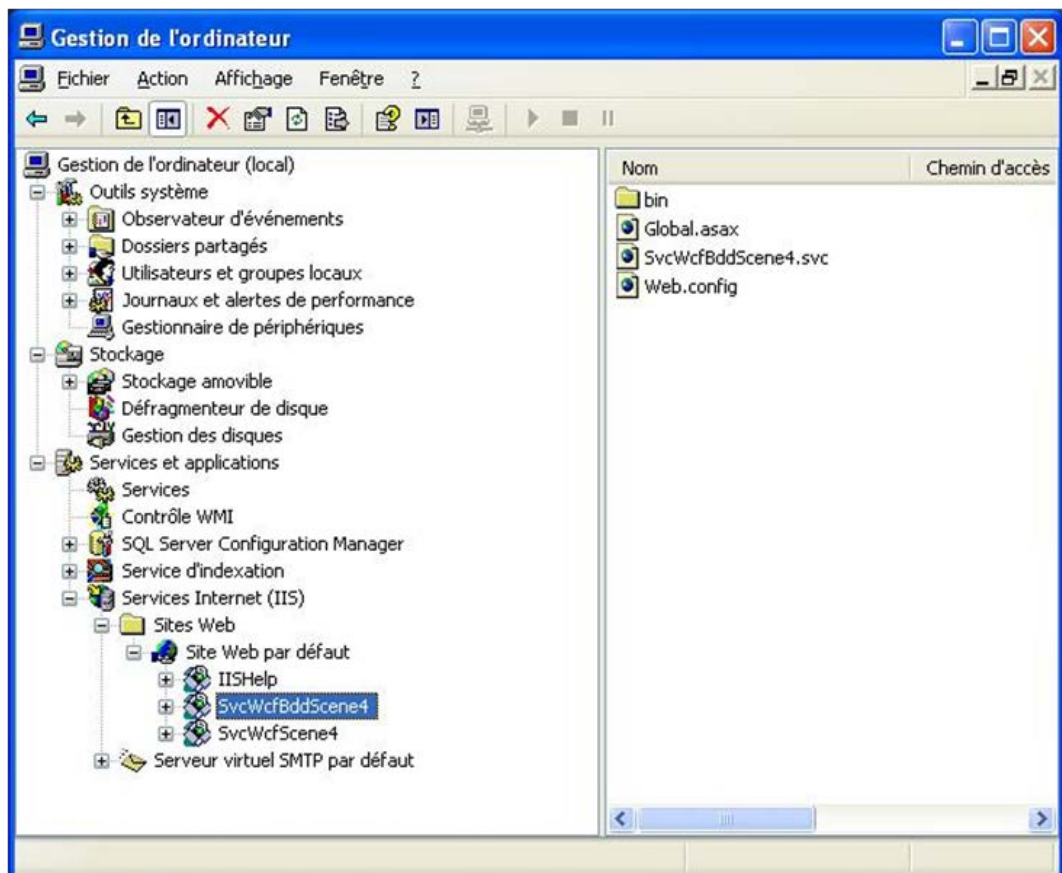 Gestion de l'ordinateur
Fichier Action Affichage Fenêtre ?
Gestion de l'ordinateur (local)
Outils système
Observateur d'événements
Dossiers partagés
Utilisateurs et groupes locaux
Journaux et alertes de performance
Gestionnaire de périphériques
Stockage
Stockage amovible
Défragmenteur de disque
Gestion des disques
Services et applications
Services
Contrôle WMI
SQL Server Configuration Manager
Service d'indexation
Services Internet (IIS)
Sites Web
Site Web par défaut
IISHelp
SvcWcfBddScene4
SvcWcfScene4
Serveur virtuel SMTP par défaut
Nom Chemin d'accès
bin
Global.asax
SvcWcfBddScene4.svc
Web.config